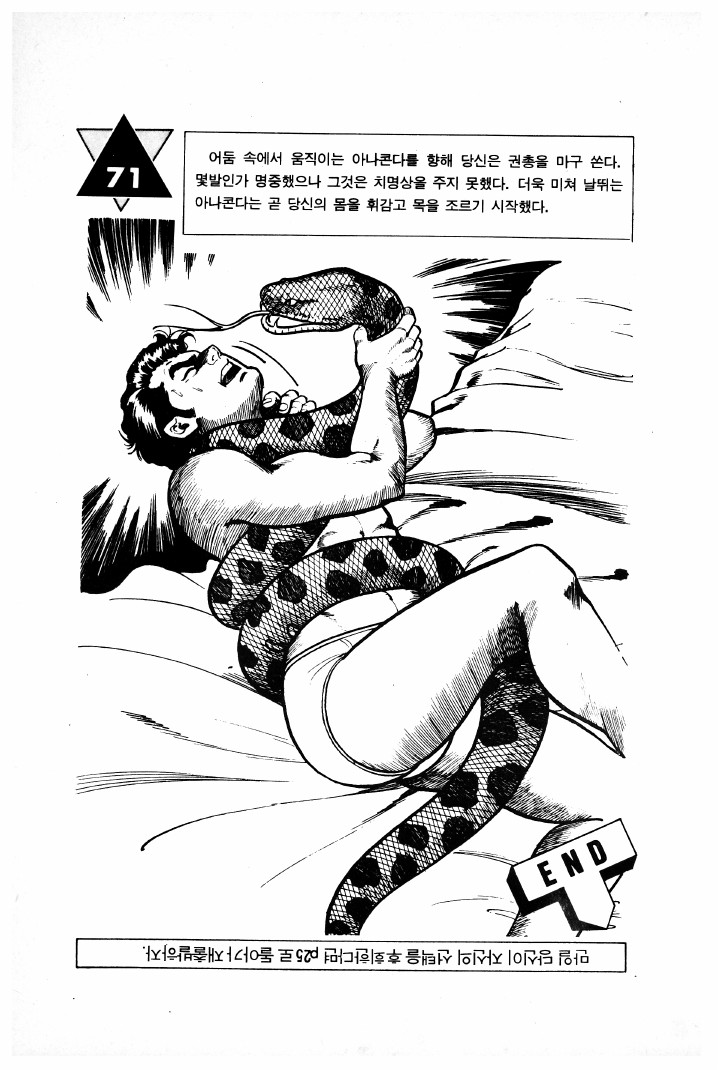 71
어둠 속에서 움직이는 아나콘다를 향해 당신은 권총을 마구 쏜다.
몇발인가 명중했으나 그것은 치명상을 주지 못했다. 더욱 미쳐 날뛰는
아나콘다는 곧 당신의 몸을 휘감고 목을 조르기 시작했다.
END
만일 당신이 자신의 선택을 후회한다면 p25로 돌아가 재출발하자.